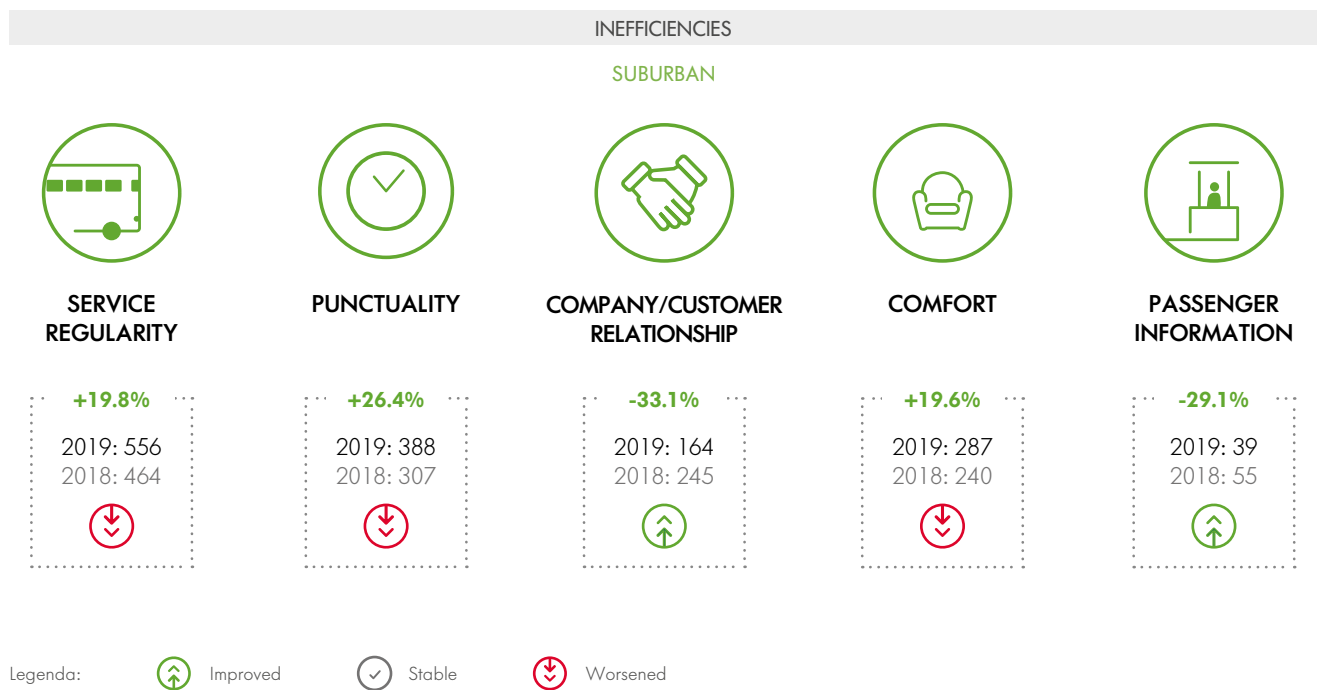 INEFFICIENCIES
SUBURBAN
SERVICE
REGULARITY
+19.8%
2019: 556
2018: 464
PUNCTUALITY
+26.4%
2019: 388
2018: 307
COMPANY/CUSTOMER
RELATIONSHIP
-33.1%
2019: 164
2018: 245
COMFORT
+19.6%
2019: 287
2018: 240
PASSENGER
INFORMATION
-29.1%
2019: 39
2018: 55
Legenda:
Improved
Stable
Worsened